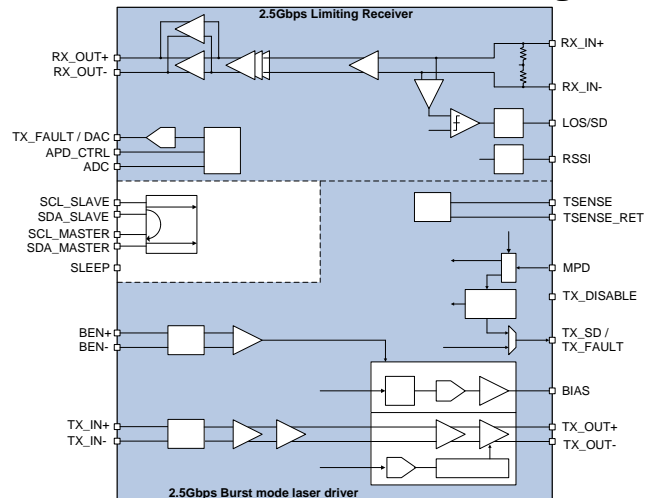 2.5Gbps Limiting Receiver
RX_OUT+
RX_OUT-
TX_FAULT / DAC
APD_CTRL
ADC
SCL_SLAVE
SDA_SLAVE
SCL_MASTER
SDA_MASTER
SLEEP
BEN+
BEN-
TX_IN+
TX_IN-
RX_IN+
RX_IN-
LOS/SD
RSSI
TSENSE
TSENSE_RET
MPD
TX_DISABLE
TX_SD /
TX_FAULT
BIAS
TX_OUT+
TX_OUT-
2.5Gbps Burst mode laser driver